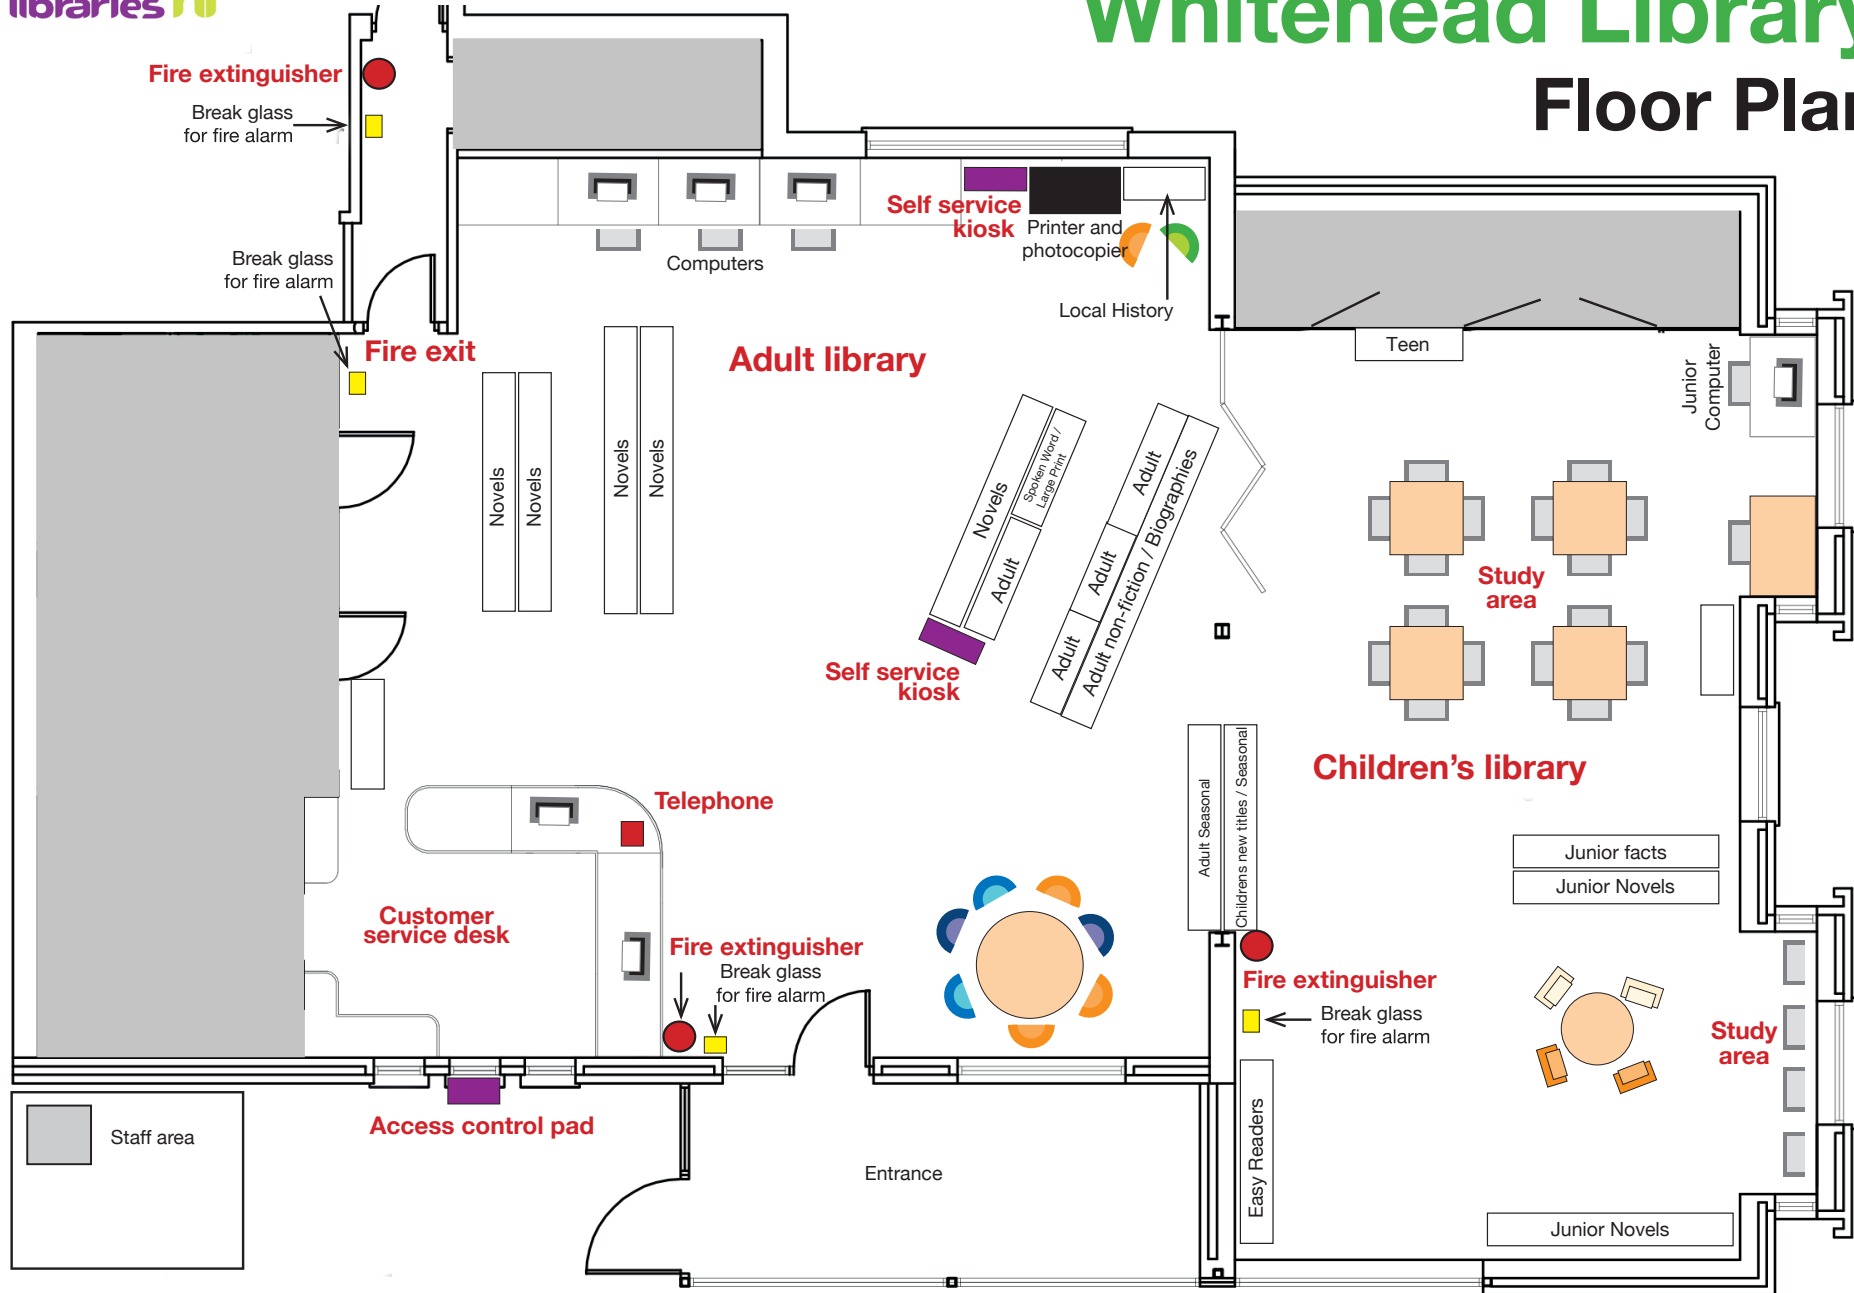 libraries
Whitehead Library
Floor Plan
Fire extinguisher
Break glass
for fire alarm
Break glass
for fire alarm
Fire exit
Computers
Self service
kiosk
Printer and
photocopier
Local History
Adult library
Teen
Junior
Computer
Novels
Novels
Novels
Novels
Novels
Spoken Word /
Large Print
Adult
Adult
Adult
Adult
Adult non-fiction / Biographies
Self service
kiosk
Study
area
Children's library
Adult Seasonal
Childrens new titles / Seasonal
Telephone
Customer
service desk
Fire extinguisher
Break glass
for fire alarm
Junior facts
Junior Novels
Fire extinguisher
Break glass
for fire alarm
Study
area
Easy Readers
Junior Novels
Access control pad
Entrance
Staff area